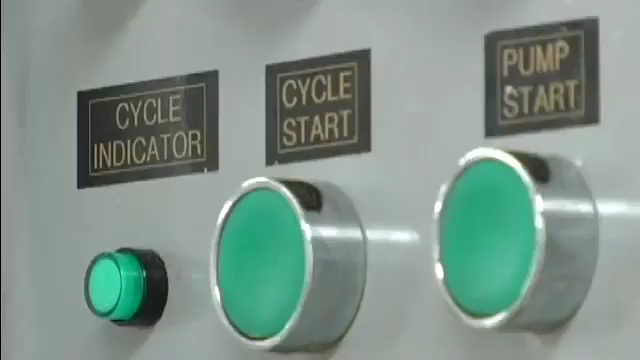 CYCLE
INDICATOR
CYCLE
START
PUMP
START